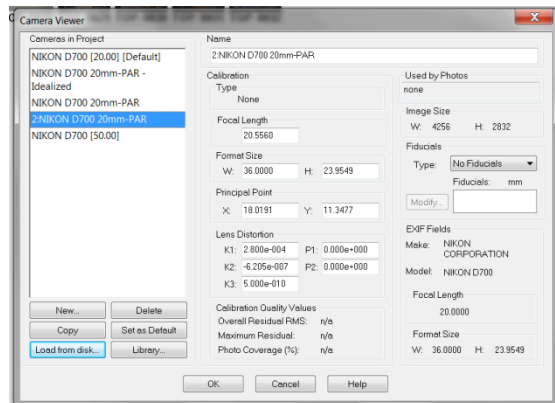 Camera Viewer
Cameras in Project
NIKON D700 [20.00] [Default]
NIKON D700 20mm-PAR -
Idealized
NIKON D700 20mm-PAR
2:NIKON D700 20mm-PAR
NIKON D700 [50.00]
New...
Delete
Copy
Set as Default
Load from disk...
Library...
Name
2:NIKON D700 20mm-PAR
Calibration
Type
None
Focal Length
20.5560
Format Size
W: 36.0000 H: 23.9549
Principal Point
X: 18.0191 Y: 11.3477
Lens Distortion
K1: 2.800e-004 P1: 0.000e+000
K2: -6.205e-007 P2: 0.000e+000
K3: 5.000e-010
Calibration Quality Values
Overall Residual RMS: n/a
Maximum Residual: n/a
Photo Coverage (%): n/a
Used by Photos
none
Image Size
W: 4256 H: 2832
Fiducials
Type: No Fiducials
Fiducials: mm
Modify...
EXIF Fields
Make: NIKON
CORPORATION
Model: NIKON D700
Focal Length
20.0000
Format Size
W: 36.0000 H: 23.9549
OK
Cancel
Help